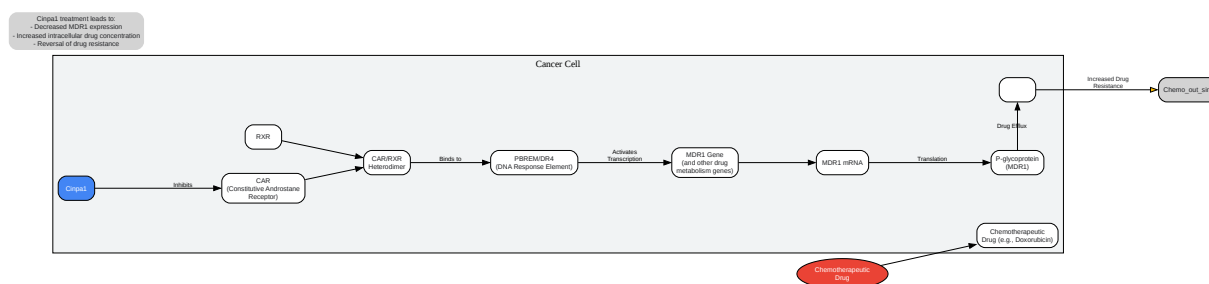 Cinpa1 treatment leads to:
- Decreased MDR1 expression
- Increased intracellular drug concentration
- Reversal of drug resistance
Cancer Cell
Increased Drug
Resistance
Chemo_out_sin
Drug Efflux
RXR
CAR/RXR
Heterodimer
Binds to
PBREM/DR4
(DNA Response Element)
Activates
Transcription
MDR1 Gene
(and other drug
metabolism genes)
MDR1 mRNA
Translation
P-glycoprotein
(MDR1)
Cinpa1
Inhibits
CAR
(Constitutive Androstane
Receptor)
Chemotherapeutic
Drug (e.g., Doxorubicin)
Chemotherapeutic
Drug